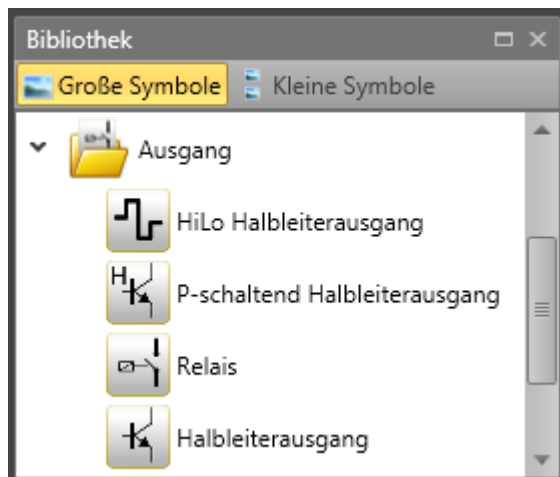 Bibliothek
Große Symbole Kleine Symbole
Ausgang
HiLo Halbleiterausgang
H
P-schaltend Halbleiterausgang
Relais
Halbleiterausgang